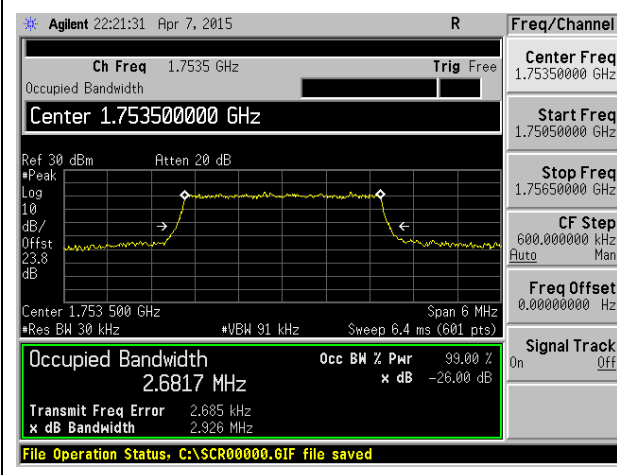 Agilent 22:21:31 Apr 7, 2015 R Freq/Channel
Ch Freq 1.7535 GHz Trig Free
Occupied Bandwidth
Center 1.753500000 GHz
Ref 30 dBm Atten 20 dB
#Peak
Log
10
dB/
Offst
23.8
dB
Center 1.753 500 GHz Span 6 MHz
#Res BW 30 kHz #VBW 91 kHz Sweep 6.4 ms (601 pts)
Occupied Bandwidth Occ BW % Pwr 99.00 %
2.6817 MHz x dB -26.00 dB
Transmit Freq Error 2.685 kHz
x dB Bandwidth 2.926 MHz
File Operation Status, C:\SCR00000.GIF file saved
Center Freq
1.75350000 GHz
Start Freq
1.75050000 GHz
Stop Freq
1.75650000 GHz
CF Step
600.000000 kHz
Auto Man
Freq Offset
0.00000000 Hz
Signal Track
On Off